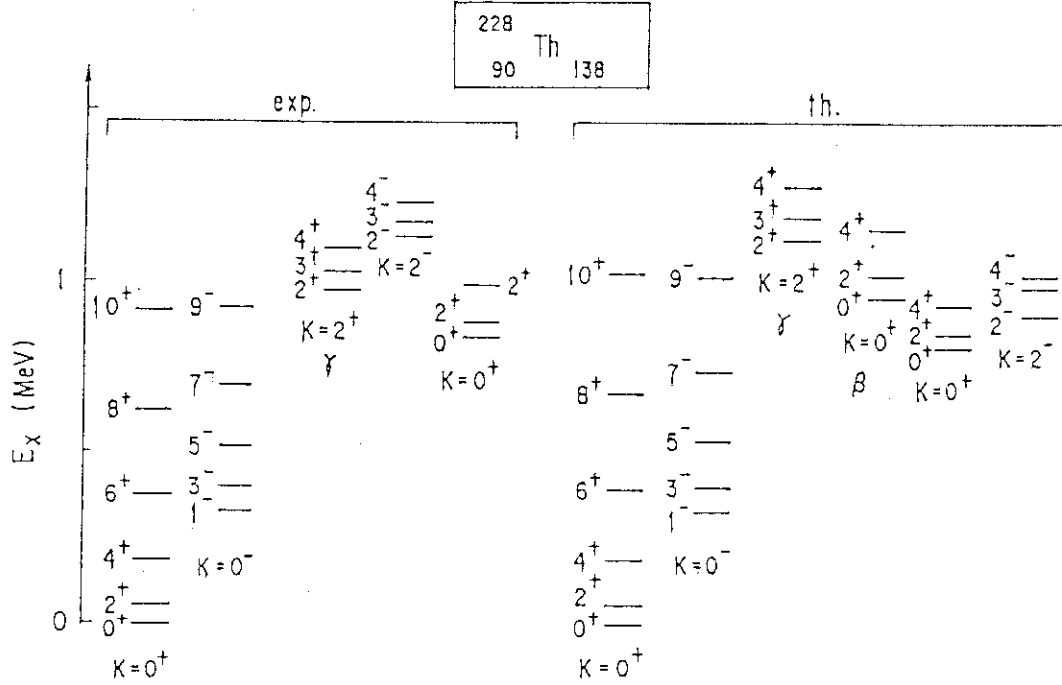 228
Th
90 138
exp.
th.
Eₓ (MeV)
1
0
10⁺
8⁺
6⁺
4⁺
2⁺
0⁺
K=0⁺
9⁻
7⁻
5⁻
3⁻
1⁻
K=0⁻
4⁺
3⁺
2⁺
K=2⁺
γ
4⁻
3⁻
2⁻
K=2⁻
2⁺
2⁺
0⁺
K=0⁺
10⁺
8⁺
6⁺
4⁺
2⁺
0⁺
K=0⁺
9⁻
7⁻
5⁻
3⁻
1⁻
K=0⁻
4⁺
3⁺
2⁺
K=2⁺
γ
4⁺
2⁺
0⁺
K=0⁺
β
4⁺
2⁺
0⁺
K=0⁺
4⁻
3⁻
2⁻
K=2⁻